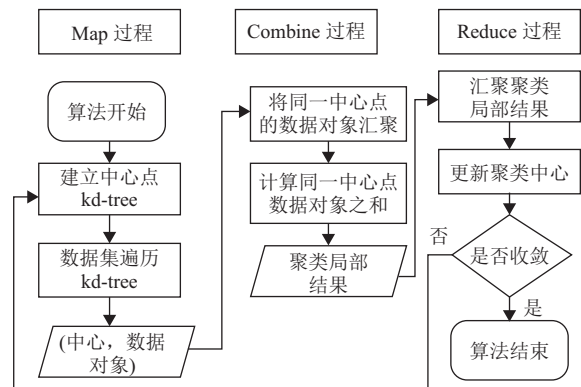 Map 过程
算法开始
建立中心点
kd-tree
数据集遍历
kd-tree
(中心，数据
对象)
Combine 过程
将同一中心点
的数据对象汇聚
计算同一中心点
数据对象之和
聚类局部
结果
Reduce 过程
汇聚聚类
局部结果
更新聚类中心
否
是否收敛
是
算法结束